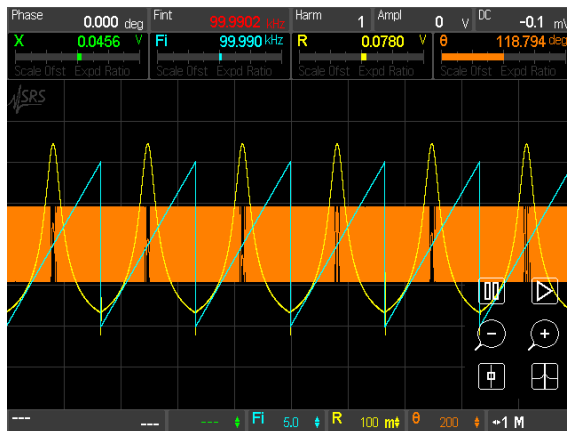 Phase 0.000 deg Fint 99.9902 kHz Harm 1 Ampl 0 V DC -0.1 mV
X 0.0456 V Fi 99.990 kHz R 0.0780 V θ 118.794 deg
Scale Ofst Expd Ratio Scale Ofst Expd Ratio Scale Ofst Expd Ratio Scale Ofst Expd Ratio
SRS
--- --- --- Fi 5.0 R 100 m θ 200 1 M